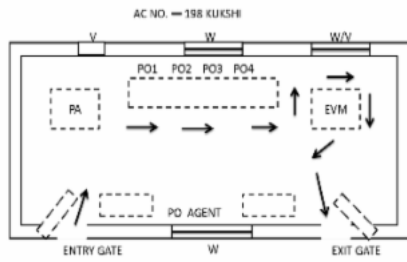 AC NO. — 198 KUKSHI
V W W/V
PO1 PO2 PO3 PO4
PA EVM
PO AGENT
ENTRY GATE W EXIT GATE